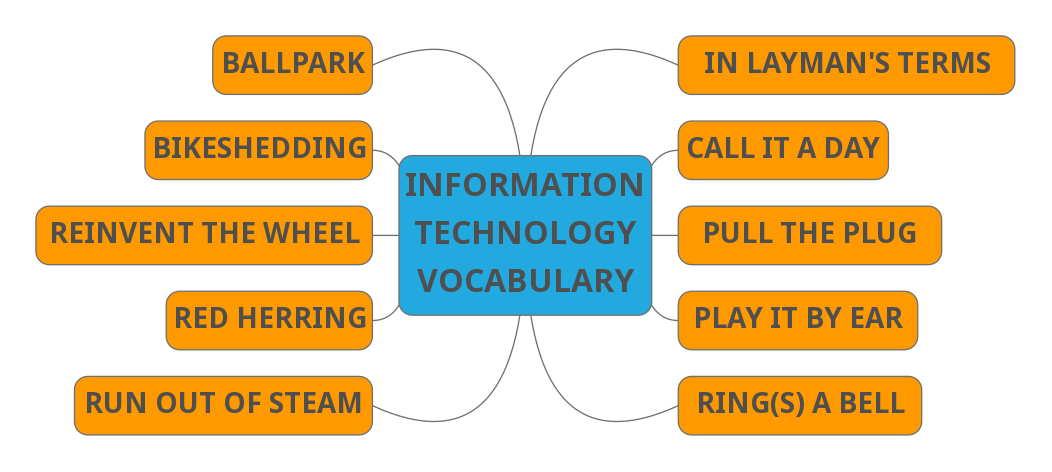 BALLPARK
BIKESHEDDING
REINVENT THE WHEEL
RED HERRING
RUN OUT OF STEAM
INFORMATION
TECHNOLOGY
VOCABULARY
IN LAYMAN'S TERMS
CALL IT A DAY
PULL THE PLUG
PLAY IT BY EAR
RING(S) A BELL